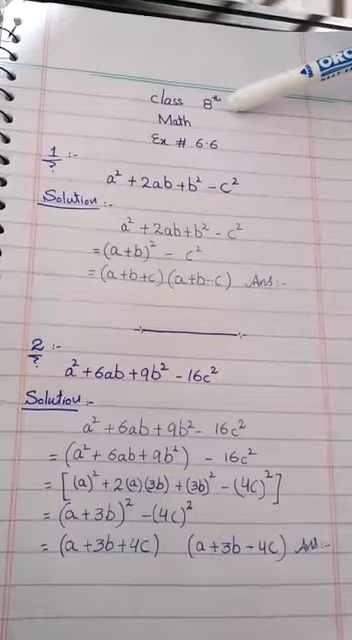 Class 8th
Math
Ex # 6.6
1 :-
a² + 2ab + b² - c²
Solution :-
a² + 2ab + b² - c²
= (a+b)² - c²
= (a+b+c) (a+b-c) Ans:-
2 :-
a² + 6ab + 9b² - 16c²
Solution :-
a² + 6ab + 9b² - 16c²
= (a² + 6ab + 9b²) - 16c²
= [(a)² + 2(a)(3b) + (3b)² - (4c)²]
= (a + 3b)² - (4c)²
= (a + 3b + 4c) (a + 3b - 4c) Ans:-